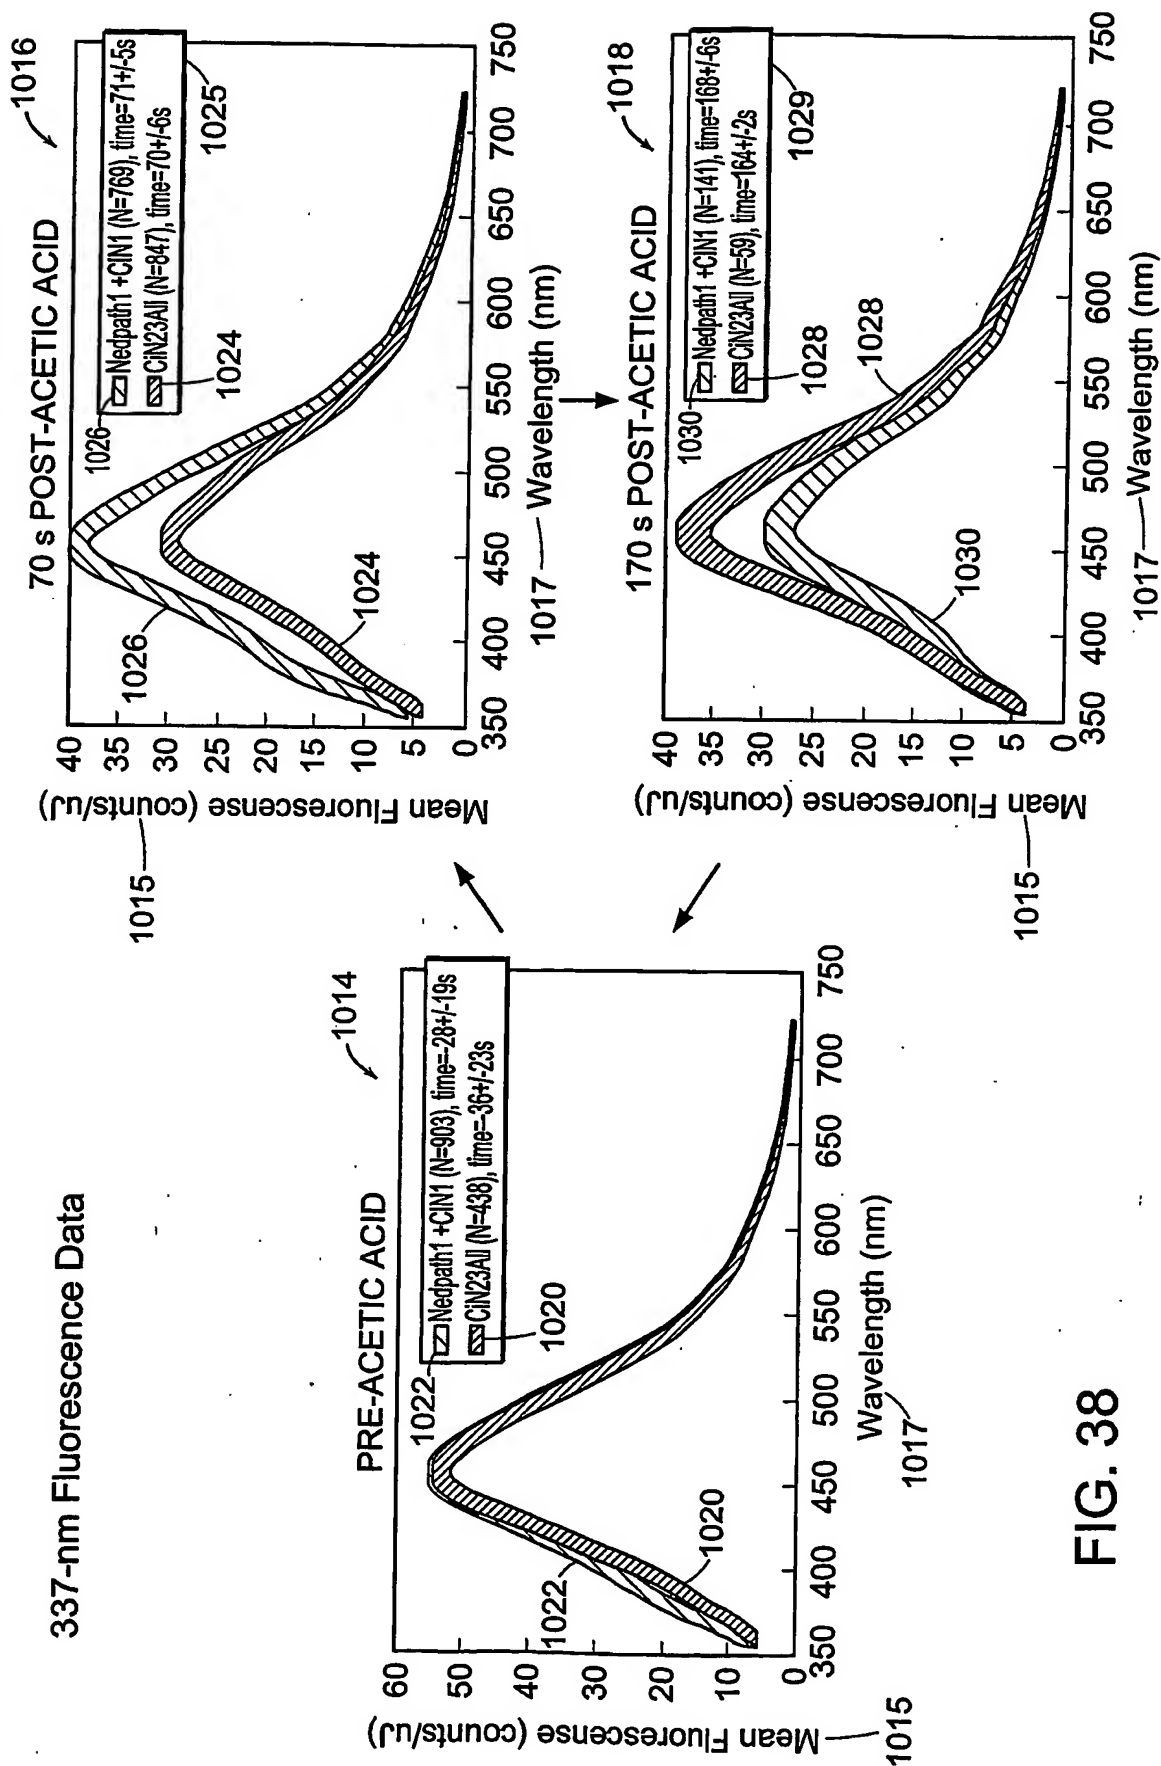 337-nm Fluorescence Data
PRE-ACETIC ACID
1014
Mean Fluorescense (counts/uJ)
1015
60
50
40
30
20
10
0
350 400 450 500 550 600 650 700 750
Wavelength (nm)
1017
1022
Nedpath1 +CIN1 (N=903), time=-28+/-19s
CiN23All (N=438), time=-36+/-23s
1020
1022
1020
70 s POST-ACETIC ACID
1016
Mean Fluorescense (counts/uJ)
1015
40
35
30
25
20
15
10
5
0
350 400 450 500 550 600 650 700 750
1017 Wavelength (nm)
1026
Nedpath1 +CIN1 (N=769), time=71+/-5s
CiN23All (N=847), time=70+/-6s
1024
1025
1026
1024
170 s POST-ACETIC ACID
1018
Mean Fluorescense (counts/uJ)
1015
40
35
30
25
20
15
10
5
0
350 400 450 500 550 600 650 700 750
1017 Wavelength (nm)
1030
Nedpath1 +CIN1 (N=141), time=168+/-6s
CiN23All (N=59), time=164+/-2s
1028
1029
1028
1030
FIG. 38